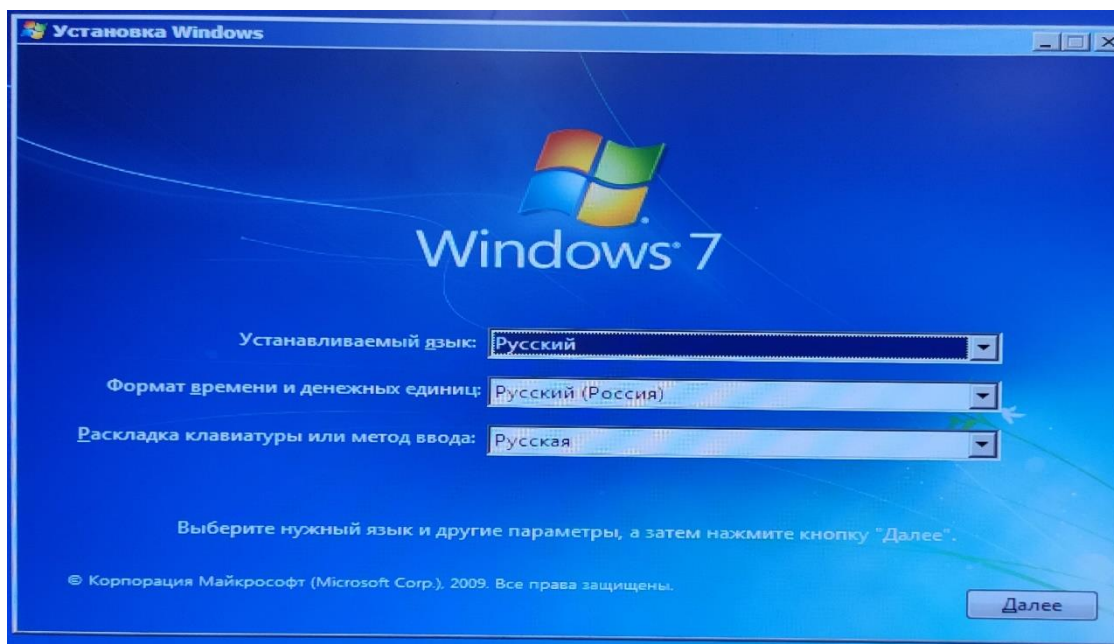 Установка Windows
Windows 7
Устанавливаемый язык: Русский
Формат времени и денежных единиц: Русский (Россия)
Раскладка клавиатуры или метод ввода: Русская
Выберите нужный язык и другие параметры, а затем нажмите кнопку "Далее".
© Корпорация Майкрософт (Microsoft Corp.), 2009. Все права защищены.
Далее